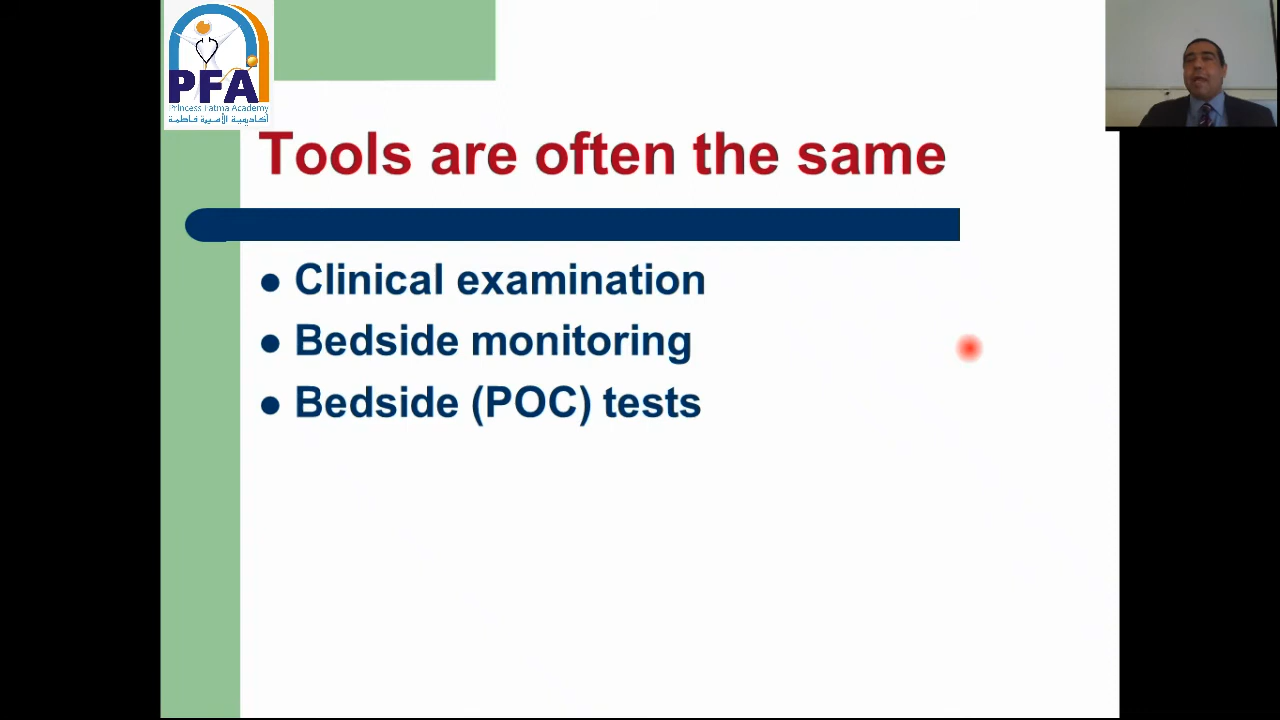 PFA
Princess Fatma Academy
أكاديمية الأميرة فاطمة
Tools are often the same
● Clinical examination
● Bedside monitoring
● Bedside (POC) tests